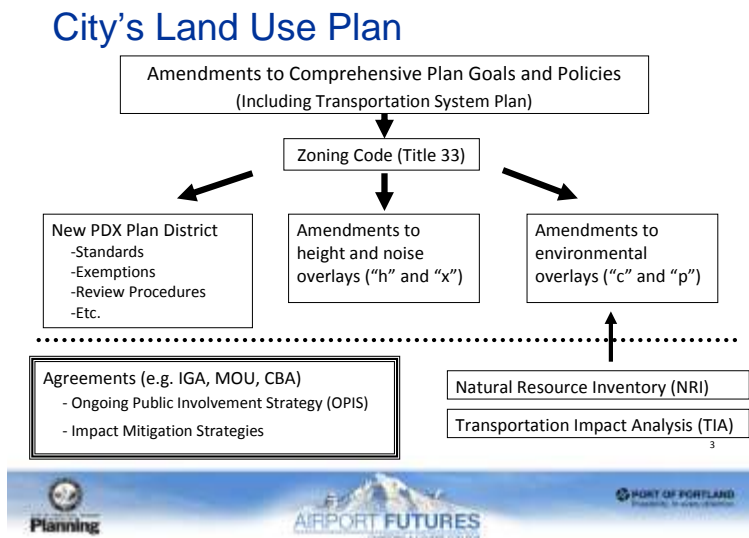 City's Land Use Plan
Amendments to Comprehensive Plan Goals and Policies
(Including Transportation System Plan)
Zoning Code (Title 33)
New PDX Plan District
-Standards
-Exemptions
-Review Procedures
-Etc.
Amendments to
height and noise
overlays (“h” and “x”)
Amendments to
environmental
overlays (“c” and “p”)
Agreements (e.g. IGA, MOU, CBA)
- Ongoing Public Involvement Strategy (OPIS)
- Impact Mitigation Strategies
Natural Resource Inventory (NRI)
Transportation Impact Analysis (TIA)
3
Planning
AIRPORT FUTURES
PORT OF PORTLAND